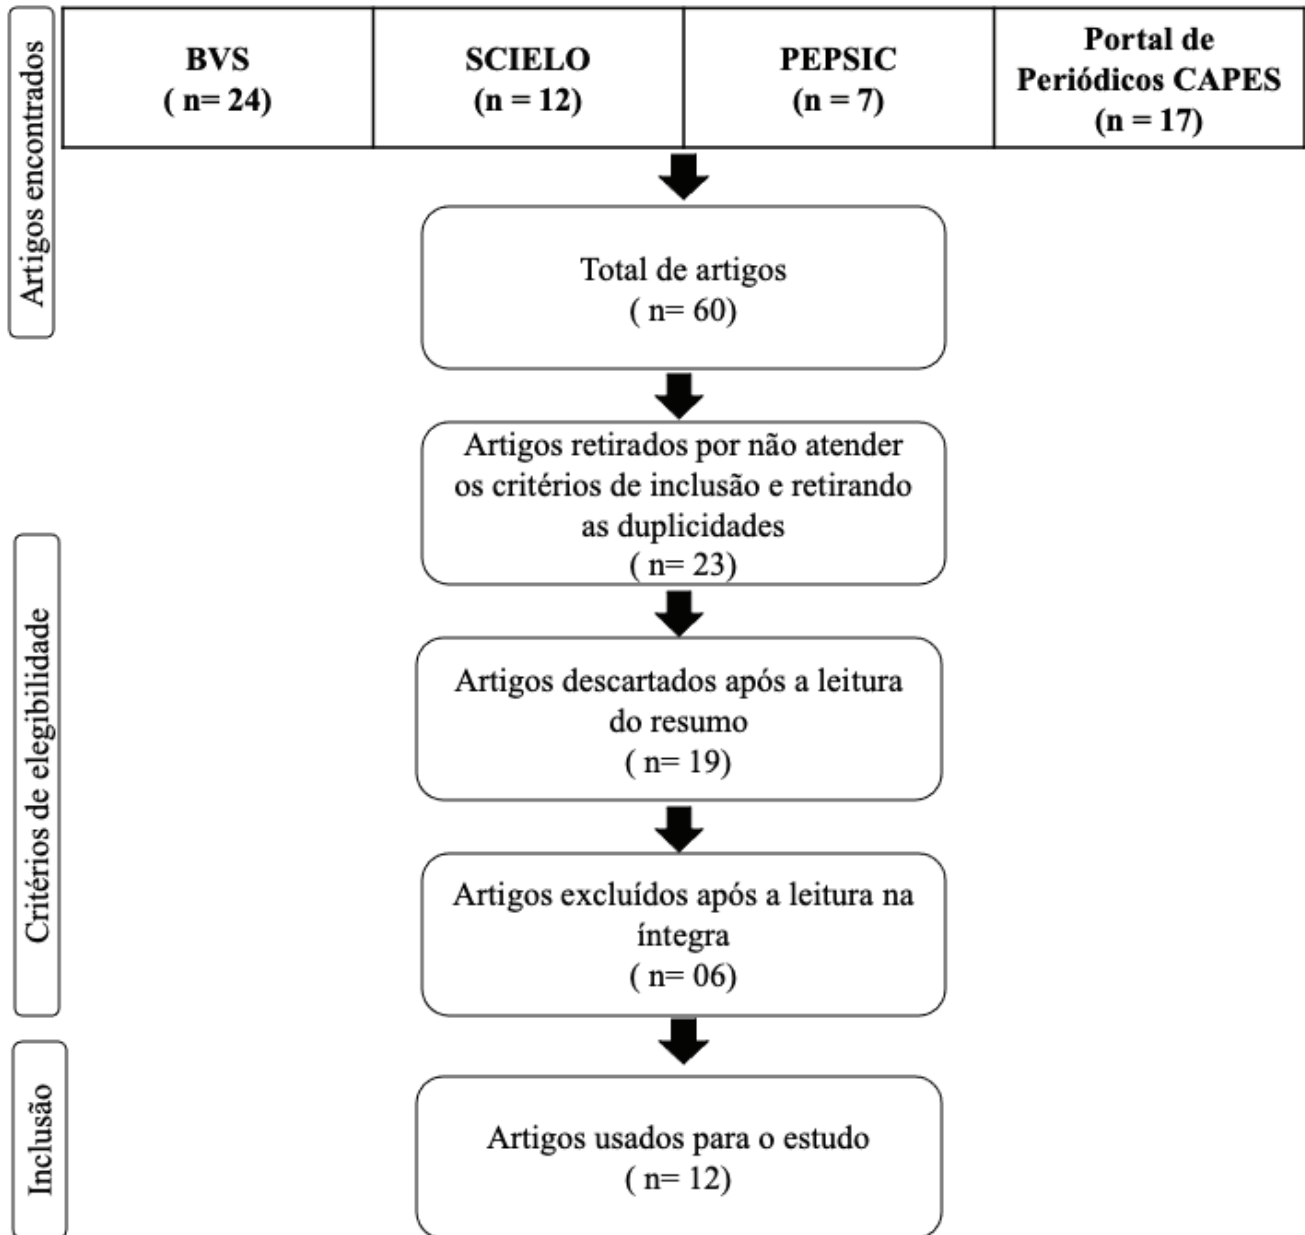 Artigos encontrados
BVS
( n= 24)
SCIELO
(n = 12)
PEPSIC
(n = 7)
Portal de
Periódicos CAPES
(n = 17)
Total de artigos
( n= 60)
Artigos retirados por não atender
os critérios de inclusão e retirando
as duplicidades
( n= 23)
Critérios de elegibilidade
Artigos descartados após a leitura
do resumo
( n= 19)
Artigos excluídos após a leitura na
íntegra
( n= 06)
Inclusão
Artigos usados para o estudo
( n= 12)